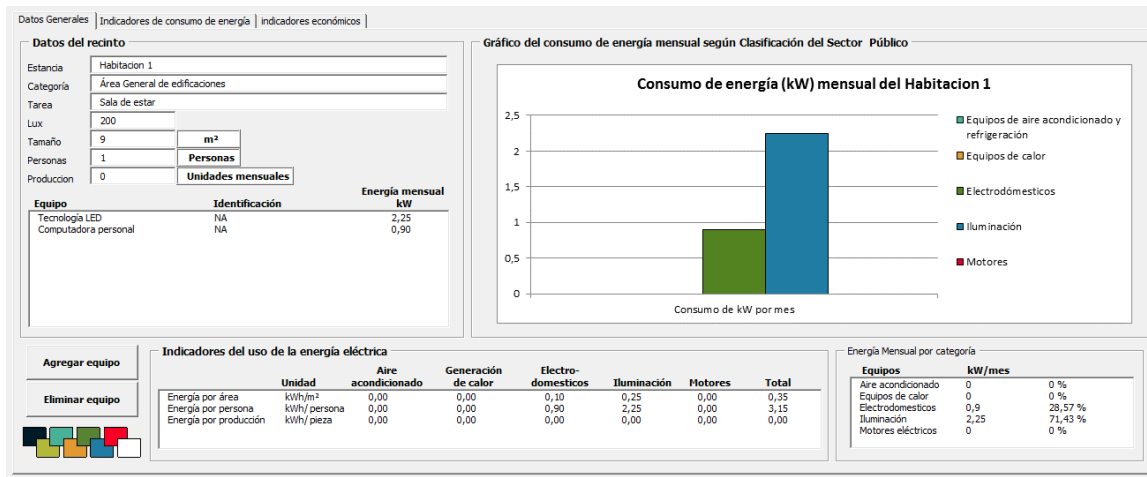 Datos Generales | Indicadores de consumo de energía | indicadores económicos |
Datos del recinto
Estancia Habitacion 1
Categoría Área General de edificaciones
Tarea Sala de estar
Lux 200
Tamaño 9 m²
Personas 1 Personas
Produccion 0 Unidades mensuales
Energía mensual
Equipo Identificación kW
Tecnología LED NA 2,25
Computadora personal NA 0,90
Gráfico del consumo de energía mensual según Clasificación del Sector Público
Consumo de energía (kW) mensual del Habitacion 1
2,5
2
1,5
1
0,5
0
Consumo de kW por mes
Equipos de aire acondicionado y
refrigeración
Equipos de calor
Electrodómesticos
Iluminación
Motores
Agregar equipo
Eliminar equipo
Indicadores del uso de la energía eléctrica
Aire Generación Electro-
Unidad acondicionado de calor domesticos Iluminación Motores Total
Energía por área kWh/m² 0,00 0,00 0,10 0,25 0,00 0,35
Energía por persona kWh/ persona 0,00 0,00 0,90 2,25 0,00 3,15
Energía por producción kWh/ pieza 0,00 0,00 0,00 0,00 0,00 0,00
Energía Mensual por categoría
Equipos kW/mes
Aire acondicionado 0 0 %
Equipos de calor 0 0 %
Electrodomesticos 0,9 28,57 %
Iluminación 2,25 71,43 %
Motores eléctricos 0 0 %